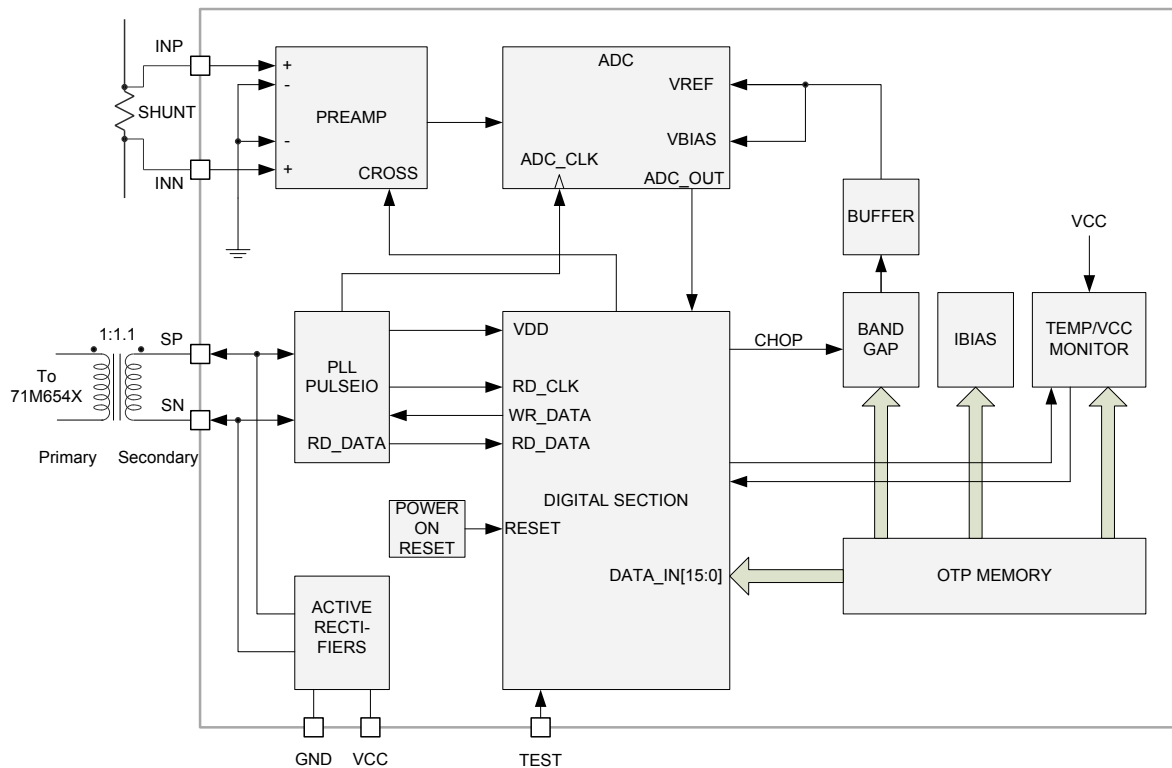 INP
SHUNT
INN
+
-
-
+
PREAMP
CROSS
ADC
VREF
VBIAS
ADC_CLK
ADC_OUT
BUFFER
VCC
1:1.1
SP
SN
To
71M654X
Primary
Secondary
PLL
PULSEIO
RD_DATA
VDD
RD_CLK
WR_DATA
RD_DATA
DIGITAL SECTION
RESET
DATA_IN[15:0]
CHOP
BAND
GAP
IBIAS
TEMP/VCC
MONITOR
POWER
ON
RESET
OTP MEMORY
ACTIVE
RECTI-
FIERS
GND
VCC
TEST